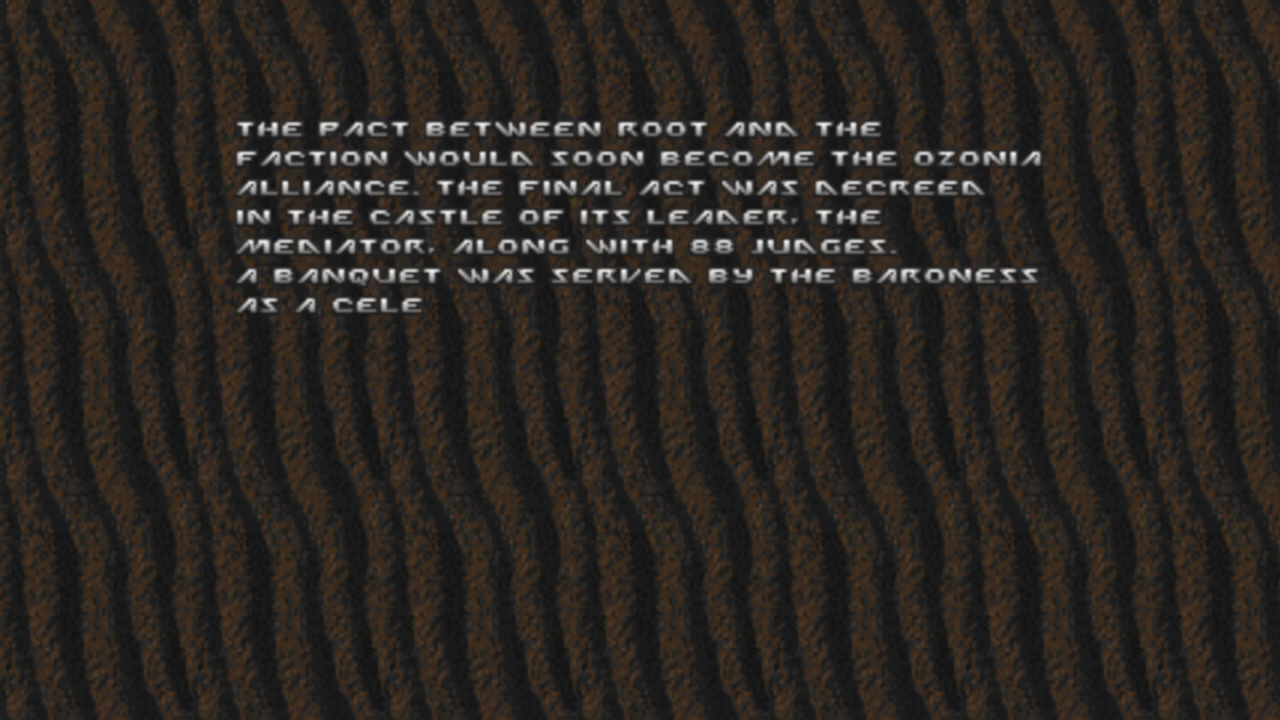 THE PACT BETWEEN ROOT AND THE
FACTION WOULD SOON BECOME THE OZONIA
ALLIANCE. THE FINAL ACT WAS DECREED
IN THE CASTLE OF ITS LEADER, THE
MEDIATOR, ALONG WITH 88 JUDGES.
A BANQUET WAS SERVED BY THE BARONESS
AS A CELE